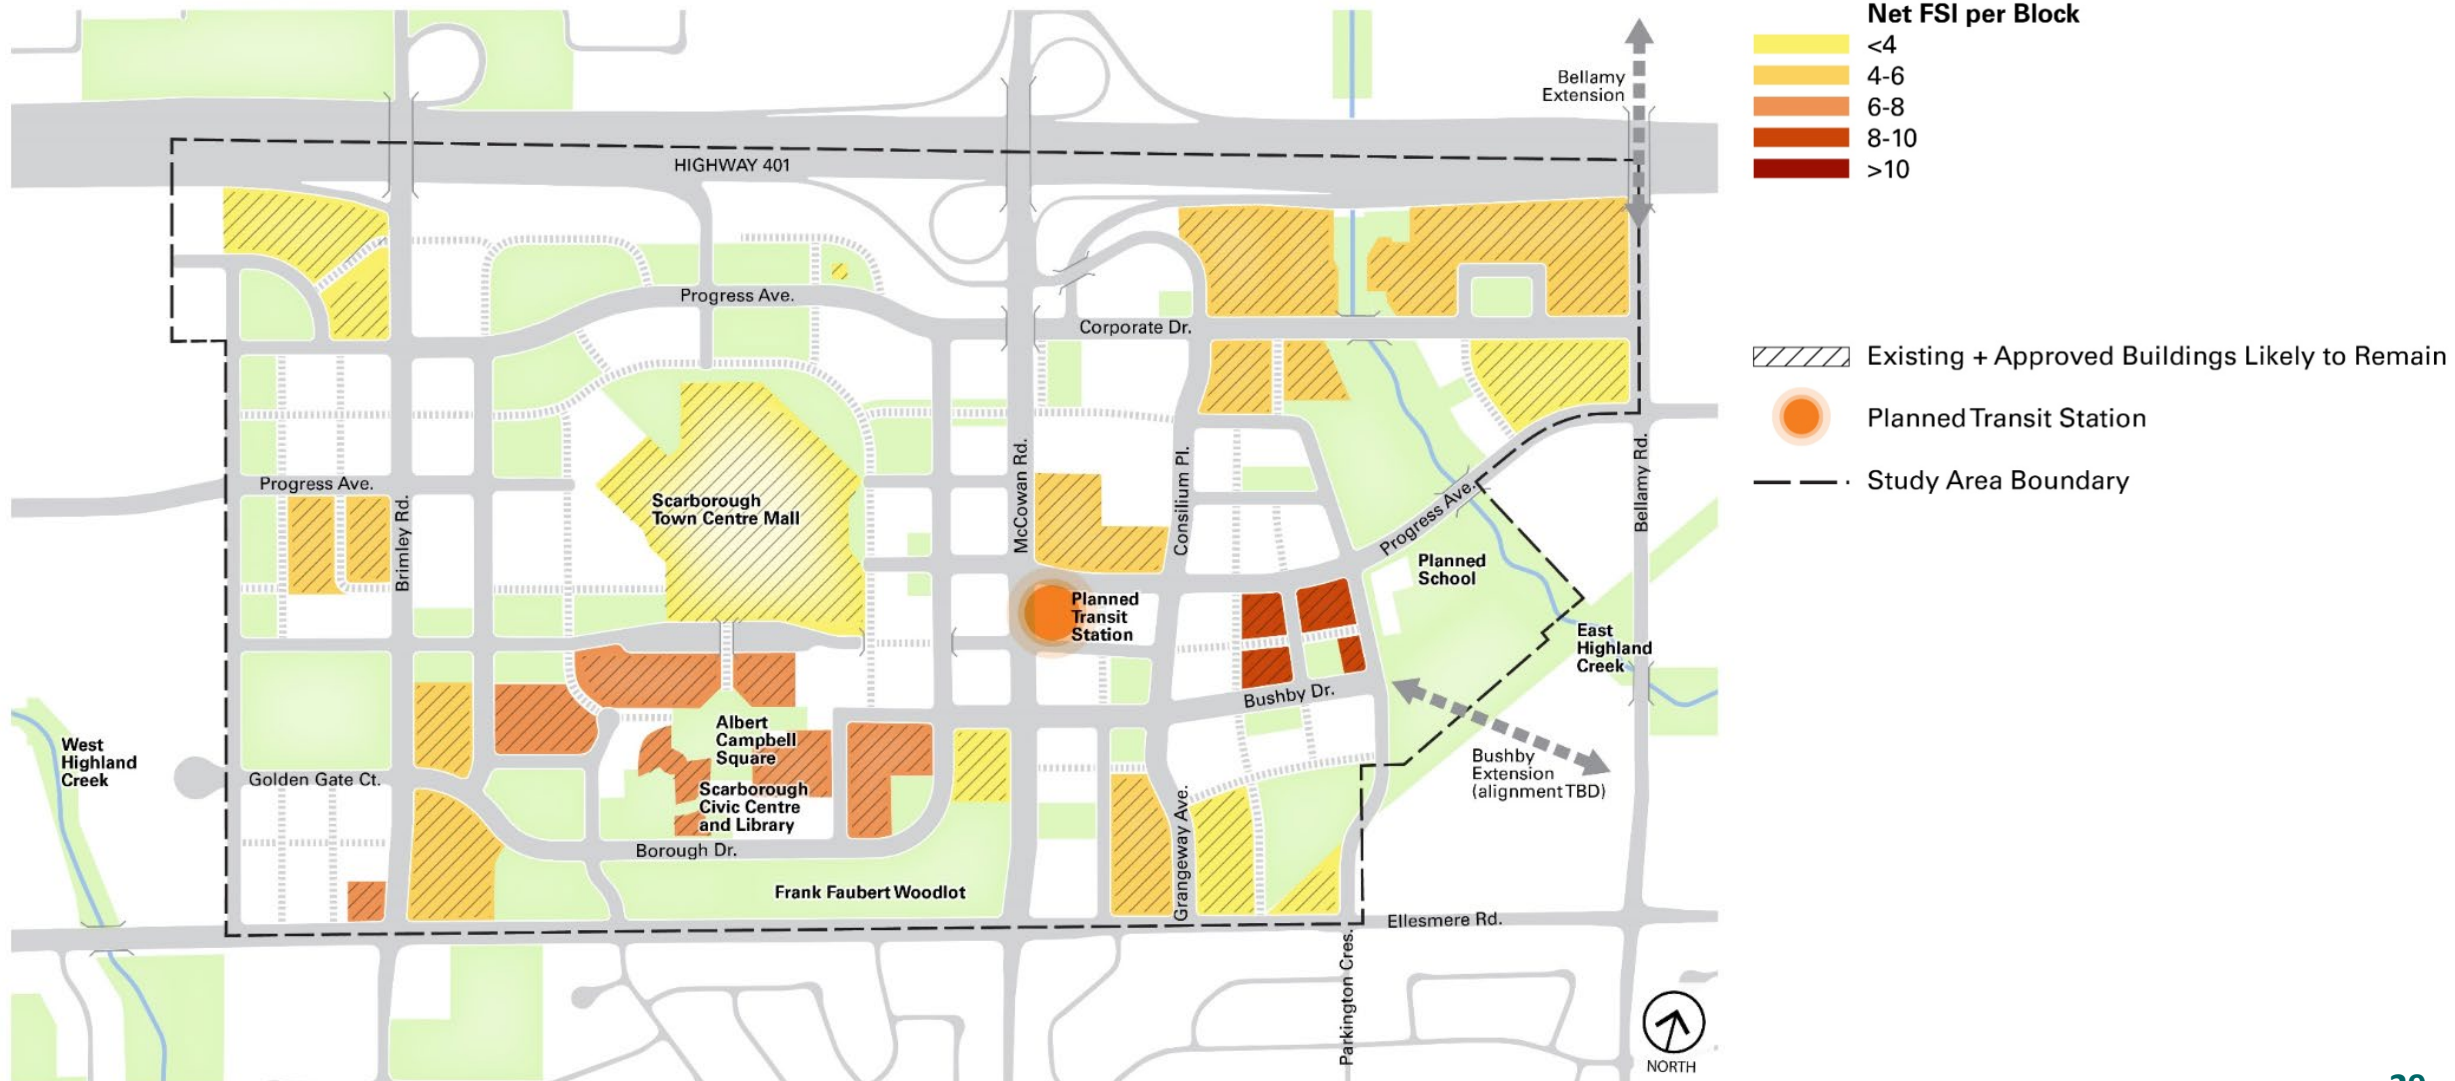 Net FSI per Block
<4
4-6
6-8
8-10
>10
Existing + Approved Buildings Likely to Remain
Planned Transit Station
Study Area Boundary
Bellamy
Extension
HIGHWAY 401
Progress Ave.
Corporate Dr.
Progress Ave.
Brimley Rd.
Scarborough
Town Centre Mall
McCowan Rd.
Consilium Pl.
Progress Ave.
Bellamy Rd.
Planned
School
Planned
Transit
Station
East
Highland
Creek
Bushby Dr.
West
Highland
Creek
Golden Gate Ct.
Albert
Campbell
Square
Scarborough
Civic Centre
and Library
Bushby
Extension
(alignment TBD)
Borough Dr.
Grangeway Ave.
Frank Faubert Woodlot
Ellesmere Rd.
Parkington Cres.
NORTH